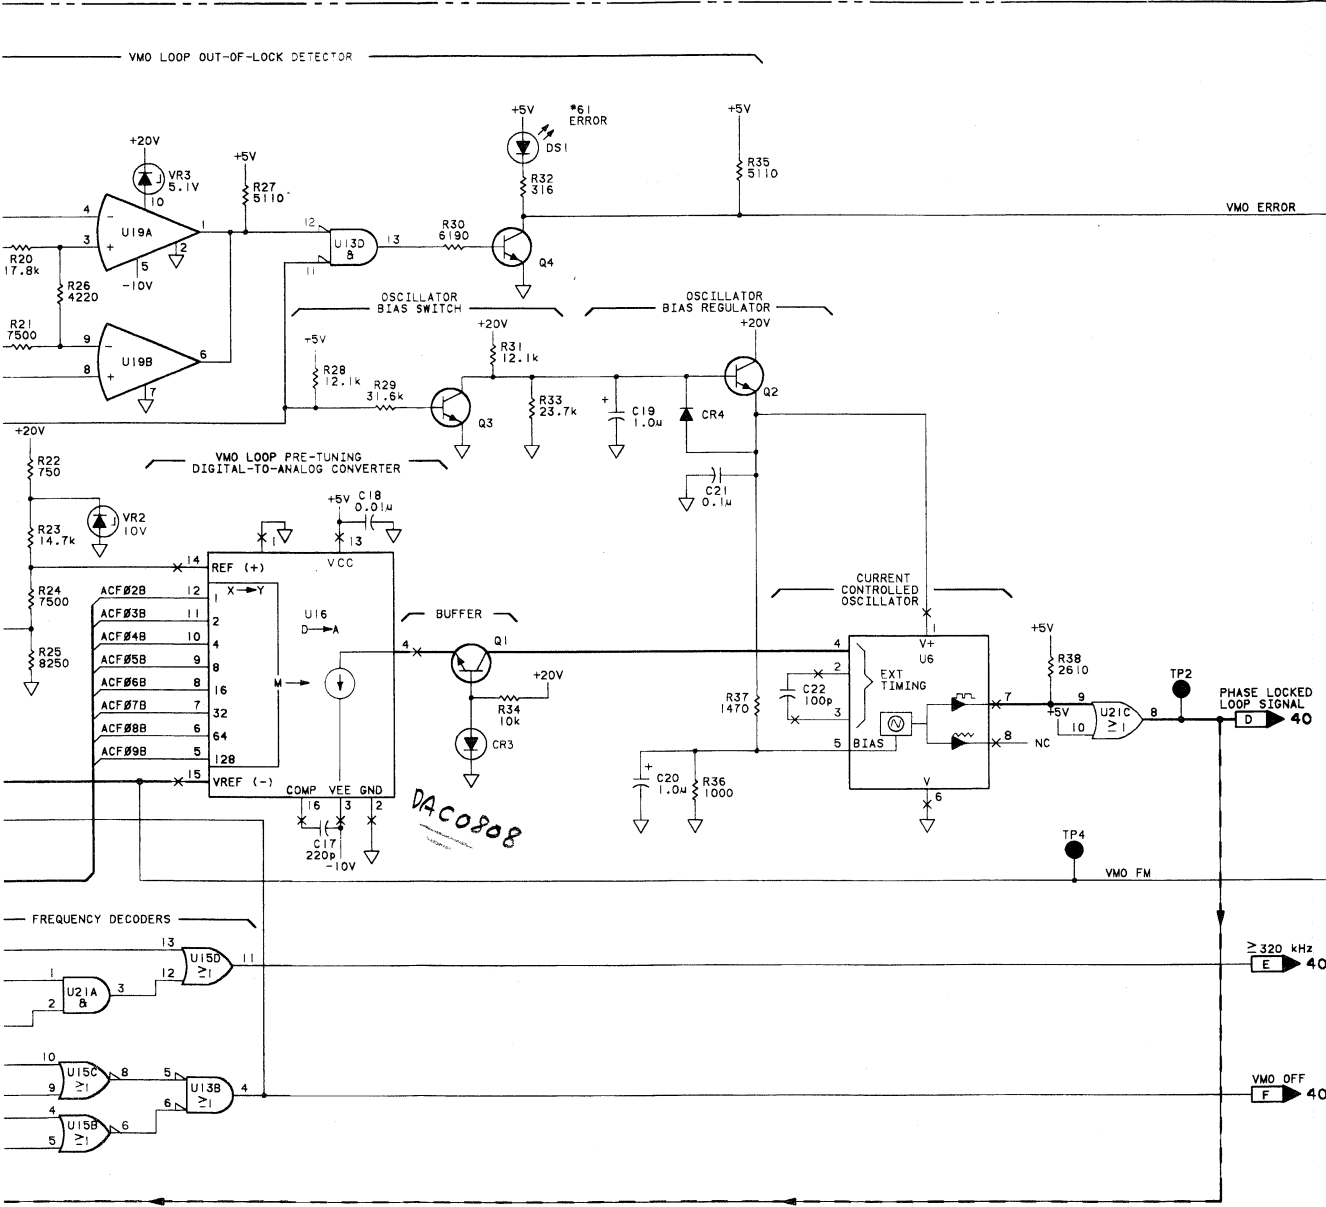 VMO LOOP OUT-OF-LOCK DETECTOR
+5V
*61
ERROR
DS1
+5V
+20V
VR3
5.1V
10
+5V
R27
5110
R32
316
R35
5110
VMO ERROR
4
-
U19A
1
3
+
2
5
-10V
R20
17.8k
R26
4220
R21
7500
9
-
U19B
6
8
+
7
12
U13D
&
13
11
R30
6190
Q4
OSCILLATOR
BIAS SWITCH
OSCILLATOR
BIAS REGULATOR
+5V
R28
12.1k
R29
31.6k
Q3
+20V
R31
12.1k
R33
23.7k
+
C19
1.0µ
CR4
+20V
Q2
C21
0.1µ
+20V
R22
750
R23
14.7k
VR2
10V
R24
7500
R25
8250
VMO LOOP PRE-TUNING
DIGITAL-TO-ANALOG CONVERTER
+5V
C18
0.01µ
1
13
VCC
14
REF (+)
X→Y
U16
D→A
M
ACFØ2B 12 1
ACFØ3B 11 2
ACFØ4B 10 4
ACFØ5B 9 8
ACFØ6B 8 16
ACFØ7B 7 32
ACFØ8B 6 64
ACFØ9B 5 128
15
VREF (-)
COMP VEE GND
16 3 2
C17
220p
-10V
DAC0808
BUFFER
4
Q1
+20V
R34
10k
CR3
CURRENT
CONTROLLED
OSCILLATOR
1
V+
U6
4
2
EXT
TIMING
C22
100p
3
R37
1470
5
BIAS
+
C20
1.0µ
R36
1000
V
6
7
8
NC
+5V
R38
2610
9
+5V
10
U21C
≥1
8
TP2
PHASE LOCKED
LOOP SIGNAL
D 40
TP4
VMO FM
FREQUENCY DECODERS
13
U15D
≥1
11
12
1
U21A
&
3
2
≥320 kHz
E 40
10
U15C
≥1
8
9
5
U13B
≥1
4
6
4
U15B
≥1
6
5
VMO OFF
F 40